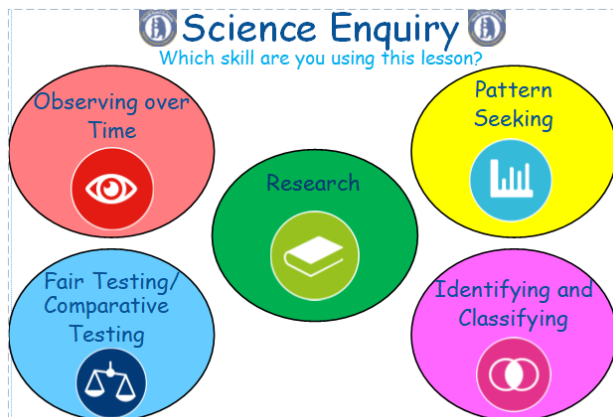 Science Enquiry
Which skill are you using this lesson?
Observing over
Time
Pattern
Seeking
Research
Fair Testing/
Comparative
Testing
Identifying and
Classifying